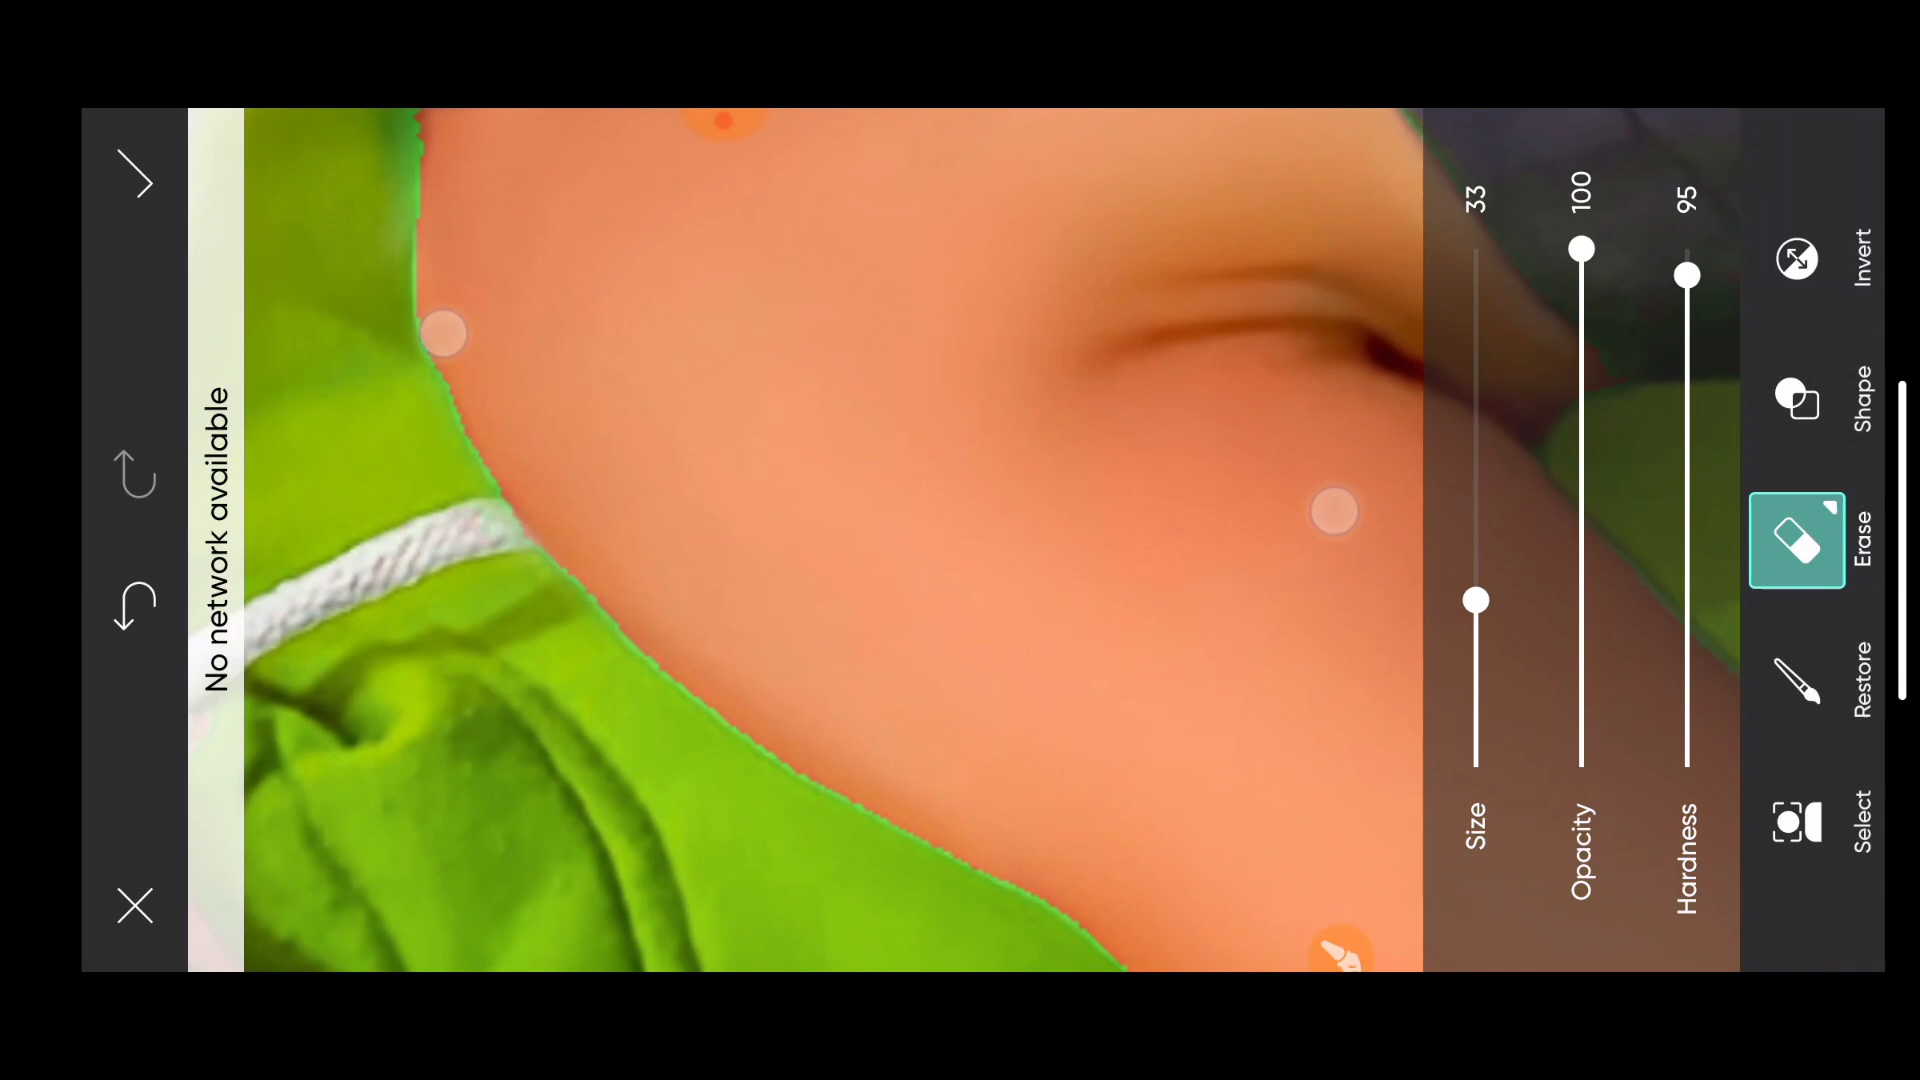 No network available
Size
33
Opacity
100
Hardness
95
Select
Restore
Erase
Shape
Invert